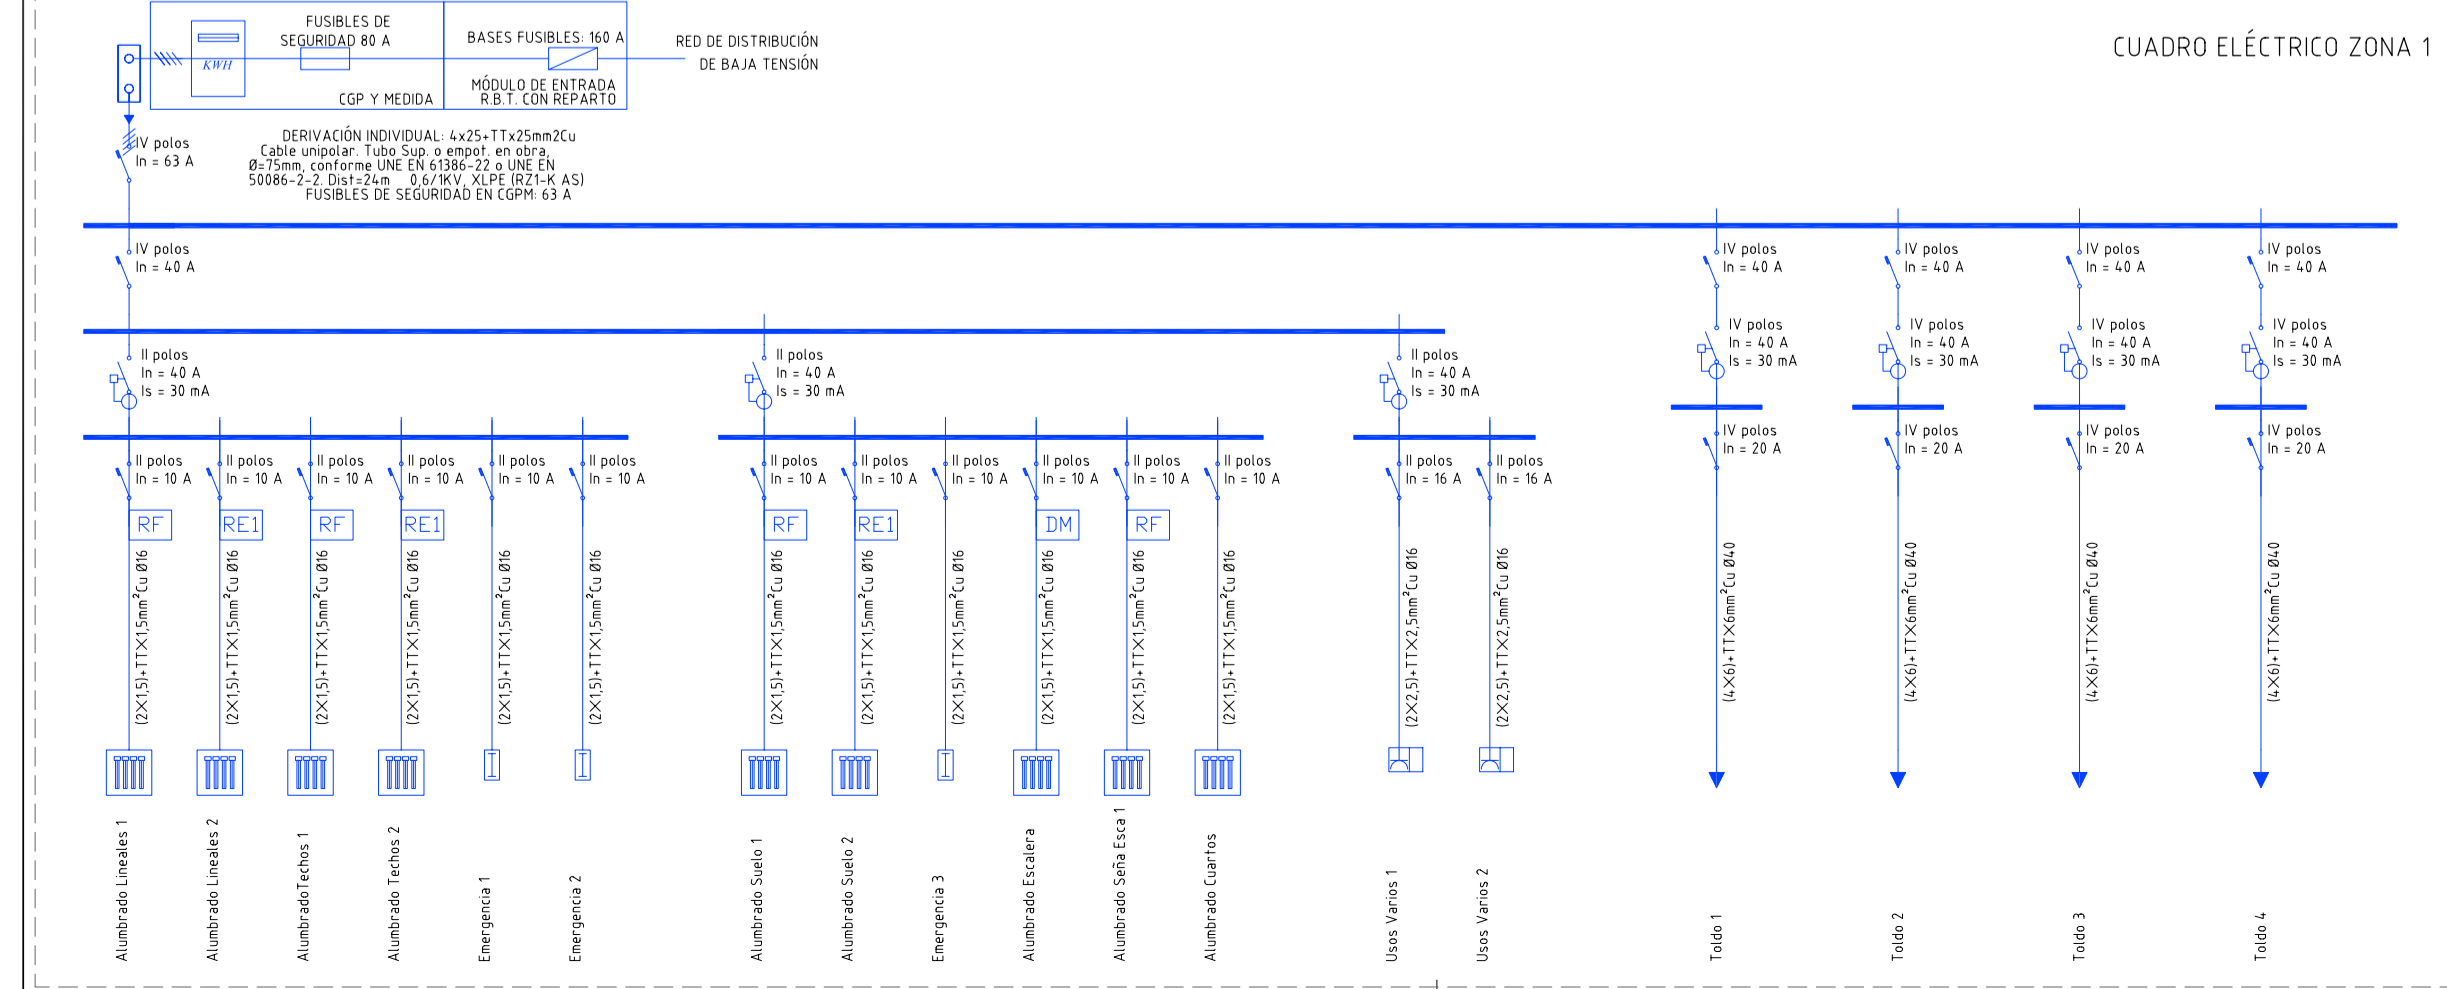 CUADRO ELÉCTRICO ZONA 1
FUSIBLES DE
SEGURIDAD 80 A
KWH
CGP Y MEDIDA
BASES FUSIBLES: 160 A
MÓDULO DE ENTRADA
R.B.T. CON REPARTO
RED DE DISTRIBUCIÓN
DE BAJA TENSIÓN
IV polos
In = 63 A
DERIVACIÓN INDIVIDUAL: 4x25+TTx25mm2Cu
Cable unipolar. Tubo Sup. o empot. en obra,
Ø=75mm, conforme UNE EN 61386-22 o UNE EN
50086-2-2. Dist=24m 0,6/1KV, XLPE (RZ1-K AS)
FUSIBLES DE SEGURIDAD EN CGPM: 63 A
IV polos
In = 40 A
IV polos
In = 40 A
IV polos
In = 40 A
IV polos
In = 40 A
IV polos
In = 40 A
II polos
In = 40 A
Is = 30 mA
II polos
In = 40 A
Is = 30 mA
II polos
In = 40 A
Is = 30 mA
IV polos
In = 40 A
Is = 30 mA
IV polos
In = 40 A
Is = 30 mA
IV polos
In = 40 A
Is = 30 mA
IV polos
In = 40 A
Is = 30 mA
II polos
In = 10 A
II polos
In = 10 A
II polos
In = 10 A
II polos
In = 10 A
II polos
In = 10 A
II polos
In = 10 A
II polos
In = 10 A
II polos
In = 10 A
II polos
In = 10 A
II polos
In = 10 A
II polos
In = 10 A
II polos
In = 10 A
II polos
In = 16 A
II polos
In = 16 A
IV polos
In = 20 A
IV polos
In = 20 A
IV polos
In = 20 A
IV polos
In = 20 A
RF
RE1
RF
RE1
RF
RE1
DM
RF
(2X1,5)+TTX1,5mm²Cu Ø16
(2X1,5)+TTX1,5mm²Cu Ø16
(2X1,5)+TTX1,5mm²Cu Ø16
(2X1,5)+TTX1,5mm²Cu Ø16
(2X1,5)+TTX1,5mm²Cu Ø16
(2X1,5)+TTX1,5mm²Cu Ø16
(2X1,5)+TTX1,5mm²Cu Ø16
(2X1,5)+TTX1,5mm²Cu Ø16
(2X1,5)+TTX1,5mm²Cu Ø16
(2X1,5)+TTX1,5mm²Cu Ø16
(2X1,5)+TTX1,5mm²Cu Ø16
(2X1,5)+TTX1,5mm²Cu Ø16
(2X2,5)+TTX2,5mm²Cu Ø16
(2X2,5)+TTX2,5mm²Cu Ø16
(4X6)+TTX6mm²Cu Ø40
(4X6)+TTX6mm²Cu Ø40
(4X6)+TTX6mm²Cu Ø40
(4X6)+TTX6mm²Cu Ø40
Alumbrado Lineales 1
Alumbrado Lineales 2
AlumbradoTechos 1
Alumbrado Techos 2
Emergencia 1
Emergencia 2
Alumbrado Suelo 1
Alumbrado Suelo 2
Emergencia 3
Alumbrado Escalera
Alumbrado Seña Esca 1
Alumbrado Cuartos
Usos Varios 1
Usos Varios 2
Toldo 1
Toldo 2
Toldo 3
Toldo 4